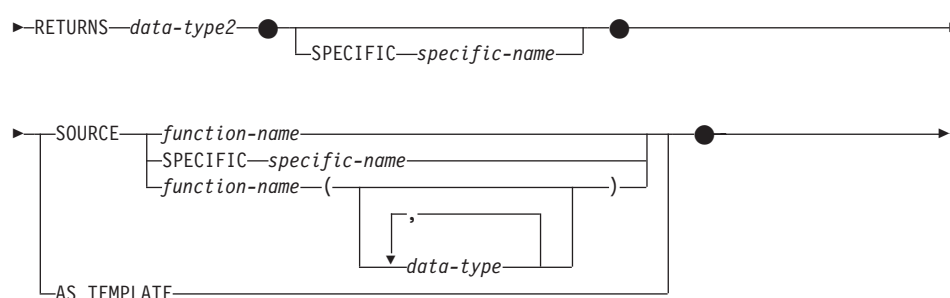 RETURNS data-type2
SPECIFIC specific-name
SOURCE function-name
SPECIFIC specific-name
function-name ( )
,
data-type
AS TEMPLATE